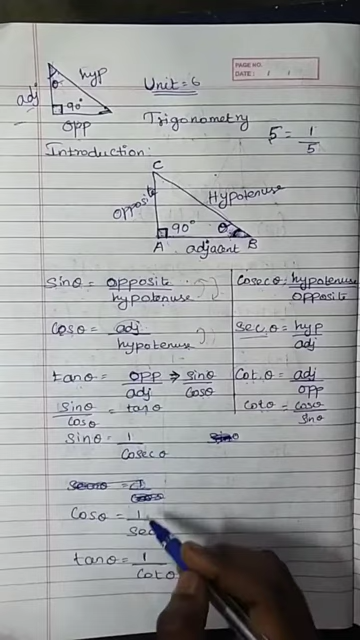 PAGE NO.
DATE: / /
Unit = 6
adj θ hyp
90°
opp
Trigonometry
5 = 1/5
Introduction:
C
opposite Hypotenuse
90° θ
A adjacent B
sinθ = opposite/hypotenuse
cosecθ = hypotenuse/opposite
cosθ = adj/hypotenuse
sec θ = hyp/adj
tanθ = opp/adj ⇒ sinθ/cosθ
cot θ = adj/opp
sinθ/cosθ = tanθ
cotθ = cosθ/sinθ
sinθ = 1/cosecθ
cosθ = 1/sec
tanθ = 1/cotθ